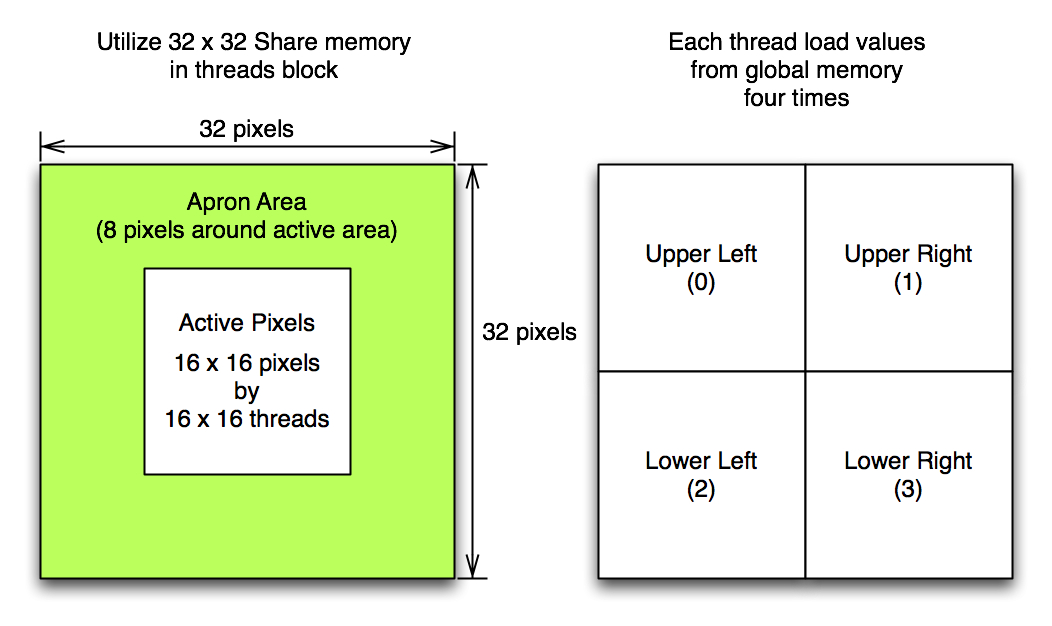 Utilize 32 x 32 Share memory
in threads block
32 pixels
Apron Area
(8 pixels around active area)
Active Pixels
16 x 16 pixels
by
16 x 16 threads
32 pixels
Each thread load values
from global memory
four times
Upper Left
(0)
Upper Right
(1)
Lower Left
(2)
Lower Right
(3)